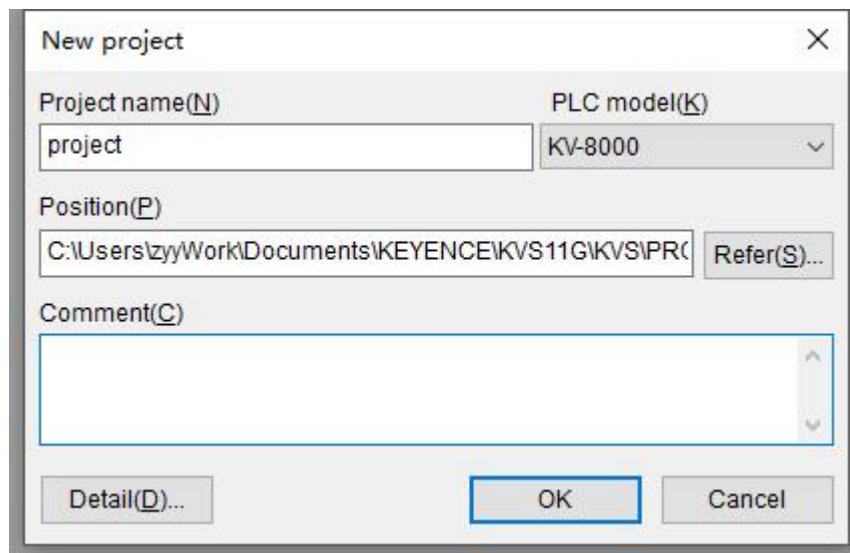 New project
Project name(N) PLC model(K)
project KV-8000
Position(P)
C:\Users\zyyWork\Documents\KEYENCE\KVS11G\KVS\PRO Refer(S)...
Comment(C)
Detail(D)... OK Cancel